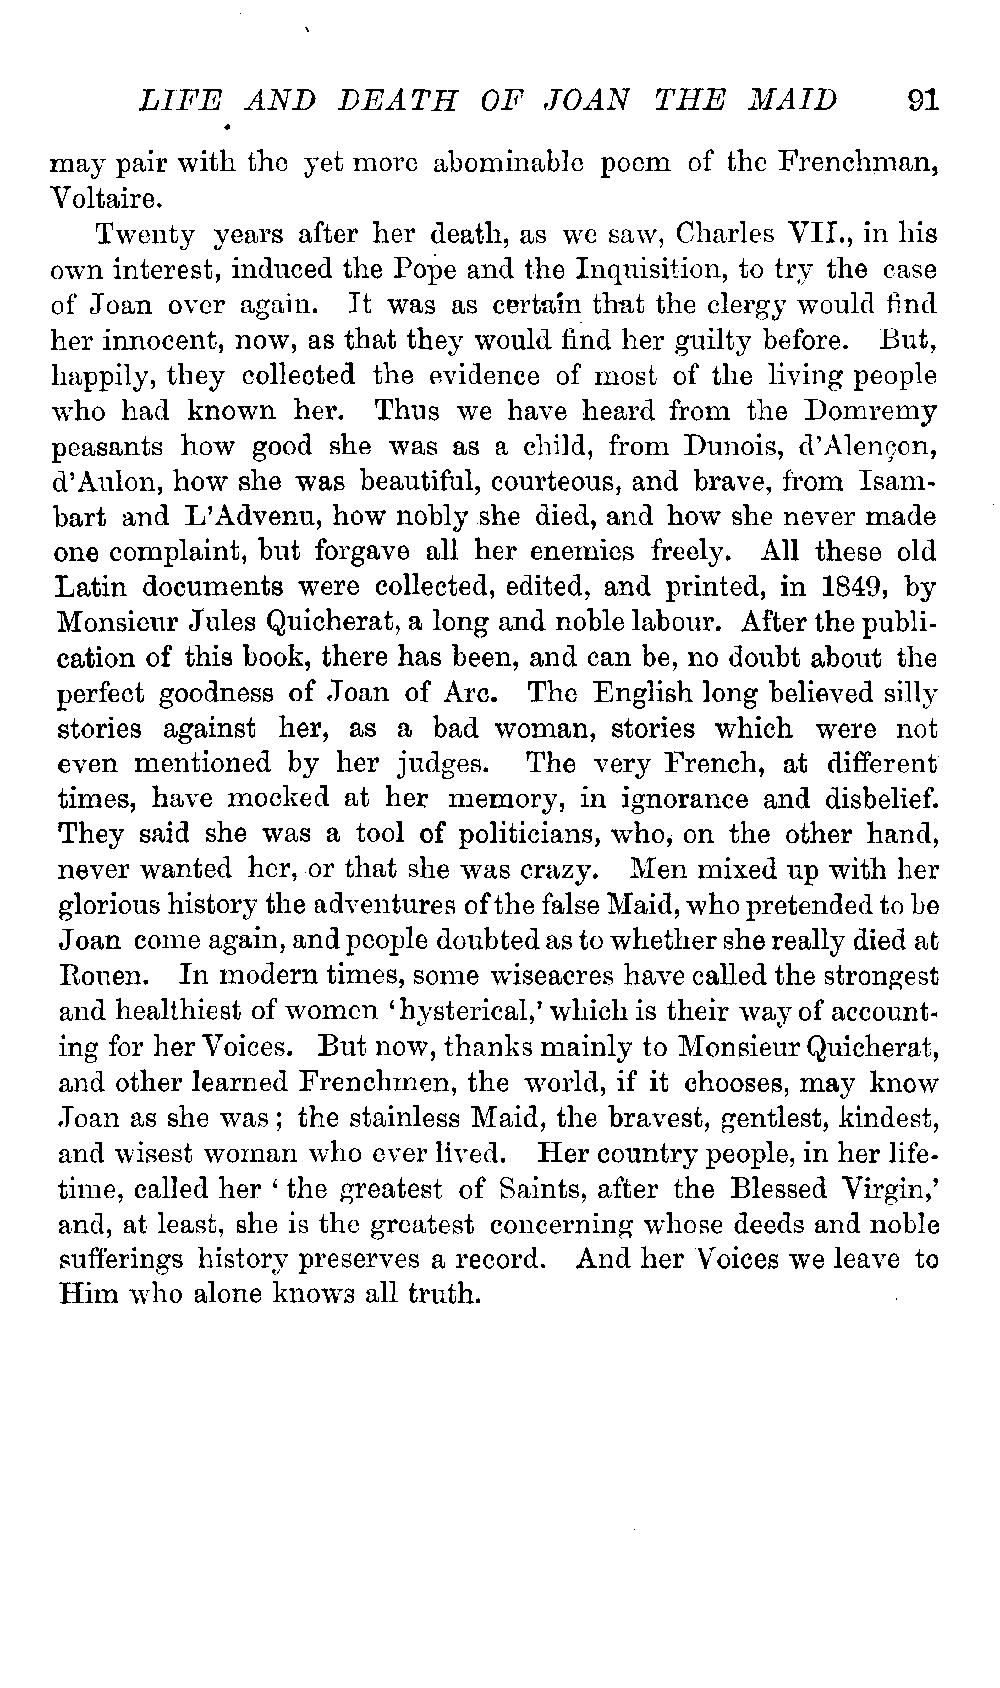 LIFE AND DEATH OF JOAN THE MAID 91
may pair with the yet more abominable poem of the Frenchman,
Voltaire.
Twenty years after her death, as we saw, Charles VII., in his
own interest, induced the Pope and the Inquisition, to try the case
of Joan over again. It was as certain that the clergy would find
her innocent, now, as that they would find her guilty before. But,
happily, they collected the evidence of most of the living people
who had known her. Thus we have heard from the Domremy
peasants how good she was as a child, from Dunois, d'Alençon,
d'Aulon, how she was beautiful, courteous, and brave, from Isam-
bart and L'Advenu, how nobly she died, and how she never made
one complaint, but forgave all her enemies freely. All these old
Latin documents were collected, edited, and printed, in 1849, by
Monsieur Jules Quicherat, a long and noble labour. After the publi-
cation of this book, there has been, and can be, no doubt about the
perfect goodness of Joan of Arc. The English long believed silly
stories against her, as a bad woman, stories which were not
even mentioned by her judges. The very French, at different
times, have mocked at her memory, in ignorance and disbelief.
They said she was a tool of politicians, who, on the other hand,
never wanted her, or that she was crazy. Men mixed up with her
glorious history the adventures of the false Maid, who pretended to be
Joan come again, and people doubted as to whether she really died at
Rouen. In modern times, some wiseacres have called the strongest
and healthiest of women 'hysterical,' which is their way of account-
ing for her Voices. But now, thanks mainly to Monsieur Quicherat,
and other learned Frenchmen, the world, if it chooses, may know
Joan as she was; the stainless Maid, the bravest, gentlest, kindest,
and wisest woman who ever lived. Her country people, in her life-
time, called her 'the greatest of Saints, after the Blessed Virgin,'
and, at least, she is the greatest concerning whose deeds and noble
sufferings history preserves a record. And her Voices we leave to
Him who alone knows all truth.